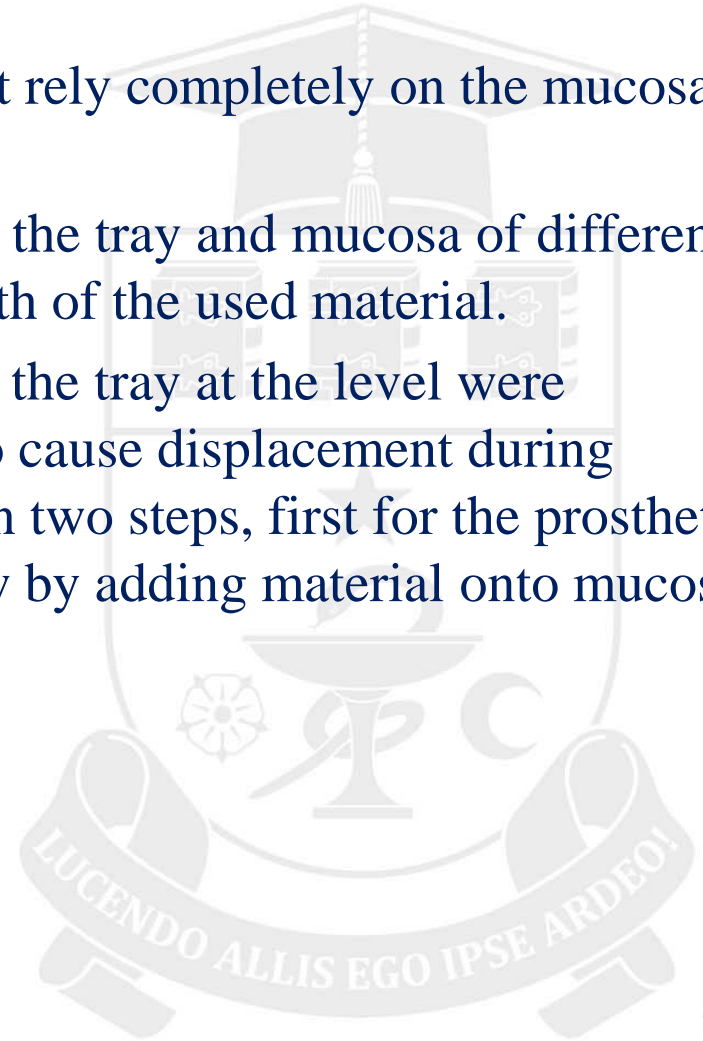 t rely completely on the mucosa
the tray and mucosa of differen
th of the used material.
the tray at the level were
o cause displacement during
n two steps, first for the prosthet
y by adding material onto mucos
LUCENDO ALLIS EGO IPSE ARDEO!